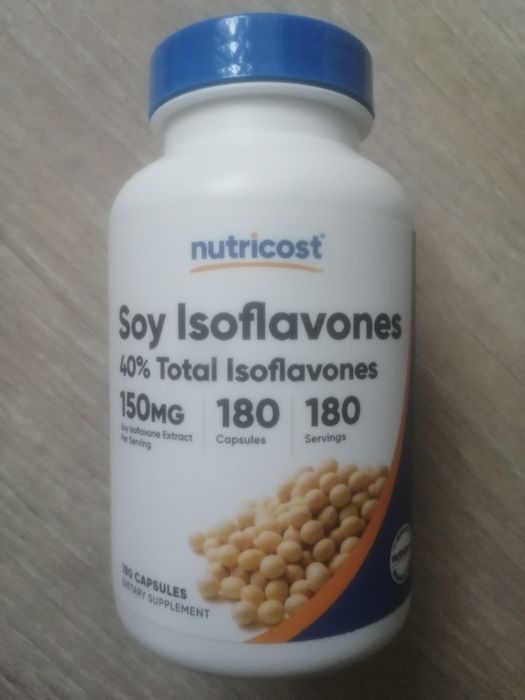 nutricost®
Soy Isoflavones
40% Total Isoflavones
150MG
Soy Isoflavone Extract
Per Serving
180
Capsules
180
Servings
180 CAPSULES
DIETARY SUPPLEMENT